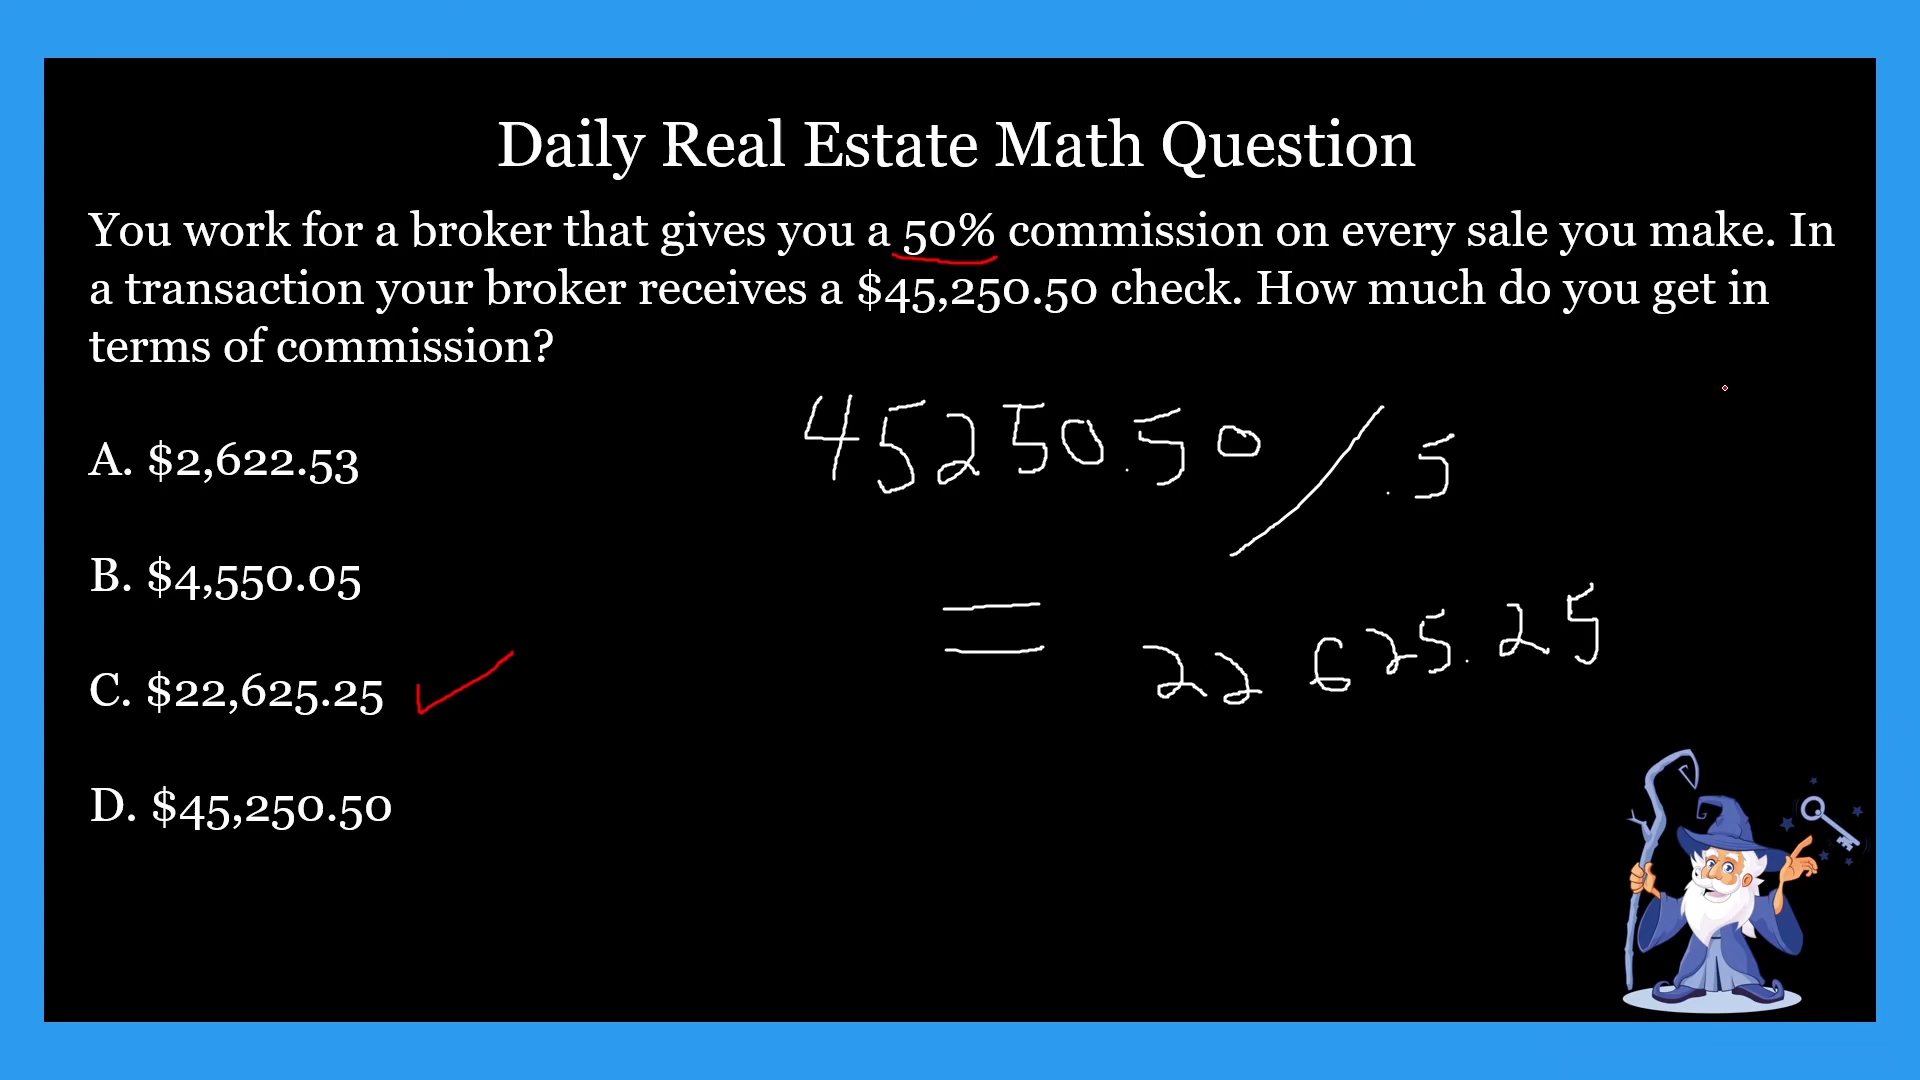 Daily Real Estate Math Question
You work for a broker that gives you a 50% commission on every sale you make. In
a transaction your broker receives a $45,250.50 check. How much do you get in
terms of commission?
A. $2,622.53
B. $4,550.05
C. $22,625.25
D. $45,250.50
45250.50 / .5
= 22625.25